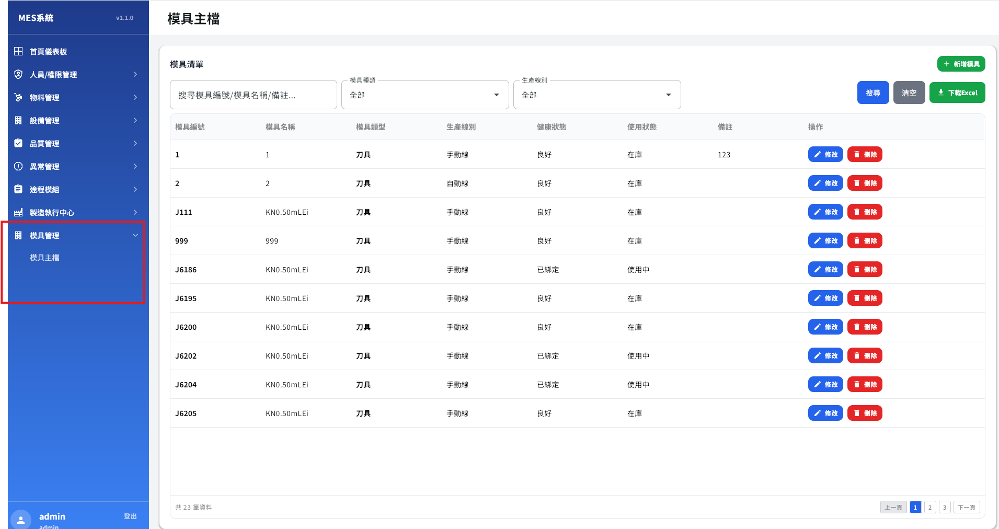 MES系統 v1.1.0
首頁儀表板
人員/權限管理
物料管理
設備管理
品質管理
異常管理
途程模組
製造執行中心
模具管理
模具主檔
admin 登出
admin
模具主檔
模具清單
新增模具
搜尋模具編號/模具名稱/備註...
模具種類
全部
生產線別
全部
搜尋 清空 下載Excel
模具編號 模具名稱 模具類型 生產線別 健康狀態 使用狀態 備註 操作
1 1 刀具 手動線 良好 在庫 123 修改 刪除
2 2 刀具 自動線 良好 在庫 修改 刪除
J111 KN0.50mLEi 刀具 手動線 良好 在庫 修改 刪除
999 999 刀具 手動線 良好 在庫 修改 刪除
J6186 KN0.50mLEi 刀具 手動線 已綁定 使用中 修改 刪除
J6195 KN0.50mLEi 刀具 手動線 良好 在庫 修改 刪除
J6200 KN0.50mLEi 刀具 手動線 良好 在庫 修改 刪除
J6202 KN0.50mLEi 刀具 手動線 已綁定 使用中 修改 刪除
J6204 KN0.50mLEi 刀具 手動線 已綁定 使用中 修改 刪除
J6205 KN0.50mLEi 刀具 手動線 良好 在庫 修改 刪除
共 23 筆資料 上一頁 1 2 3 下一頁